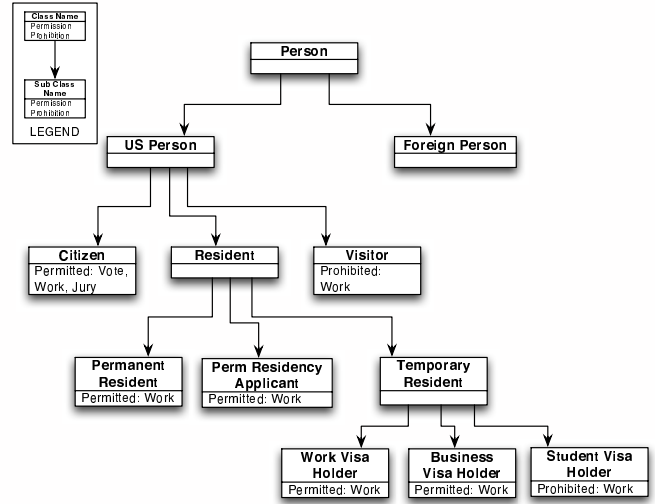 Class Name
Permission
Prohibition
Sub Class
Name
Permission
Prohibition
LEGEND
Person
US Person
Foreign Person
Citizen
Permitted: Vote,
Work, Jury
Resident
Visitor
Prohibited:
Work
Permanent
Resident
Permitted: Work
Perm Residency
Applicant
Permitted: Work
Temporary
Resident
Work Visa
Holder
Permitted: Work
Business
Visa Holder
Permitted: Work
Student Visa
Holder
Prohibited: Work